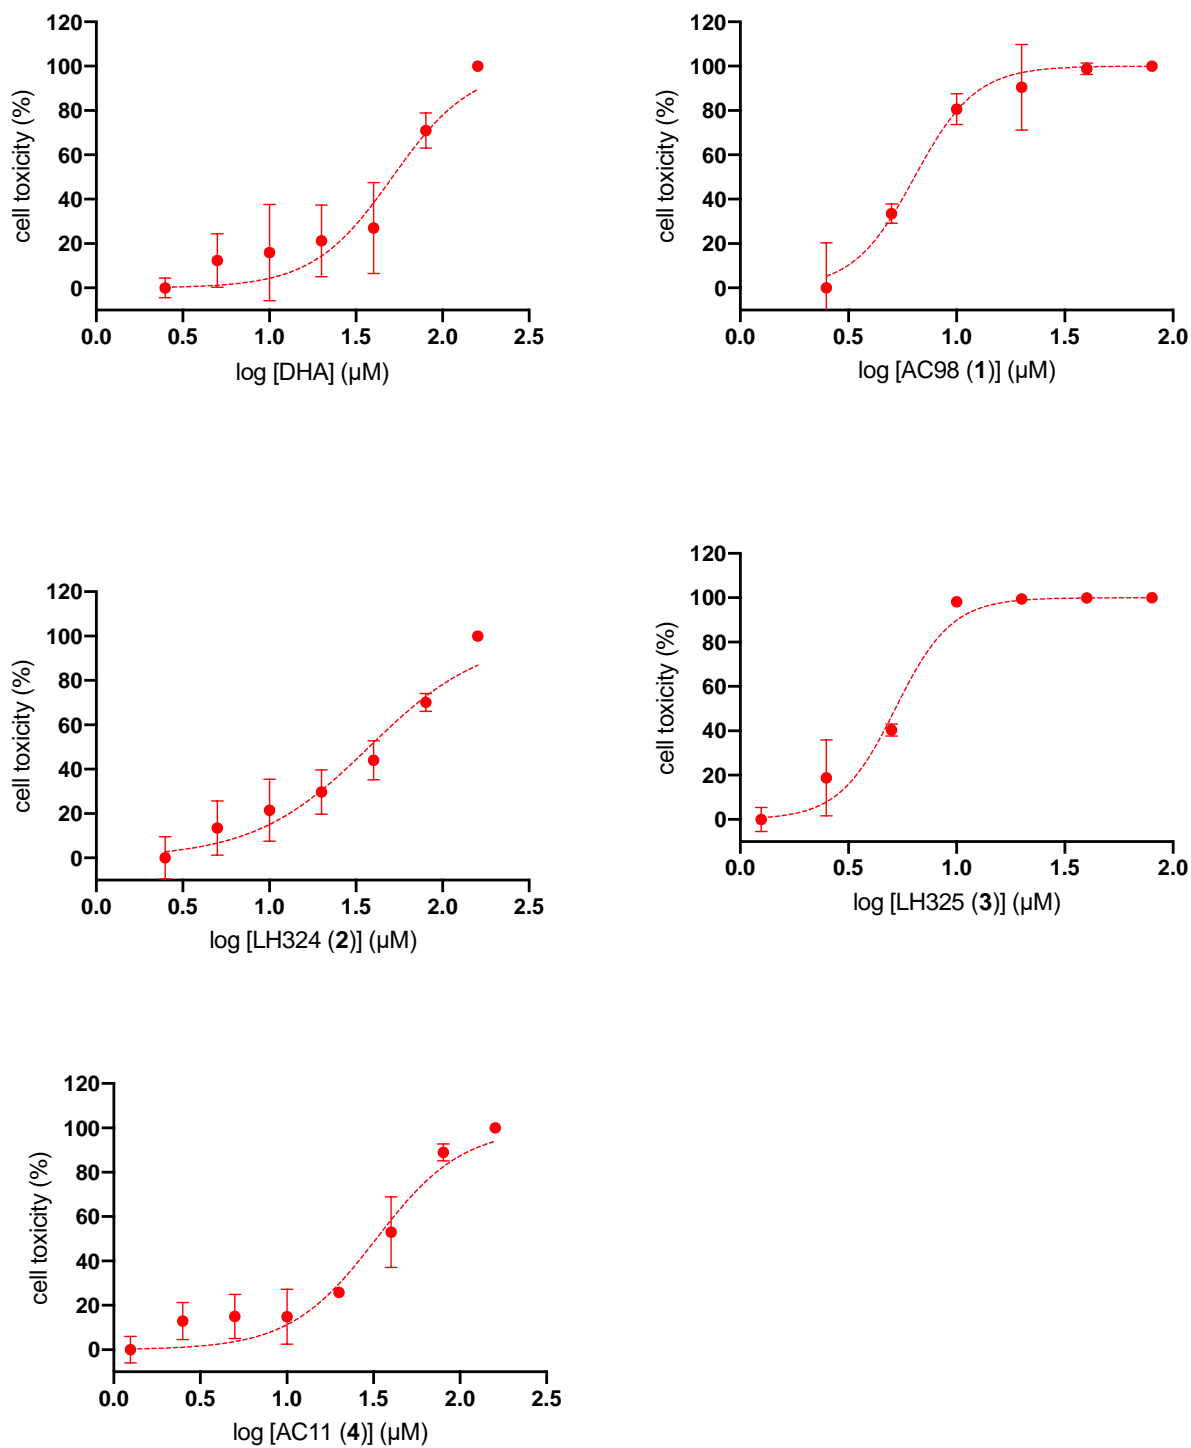 120
100
80
60
40
20
0
cell toxicity (%)
0.0 0.5 1.0 1.5 2.0 2.5
log [DHA] (µM)
120
100
80
60
40
20
0
cell toxicity (%)
0.0 0.5 1.0 1.5 2.0
log [AC98 (1)] (µM)
120
100
80
60
40
20
0
cell toxicity (%)
0.0 0.5 1.0 1.5 2.0 2.5
log [LH324 (2)] (µM)
120
100
80
60
40
20
0
cell toxicity (%)
0.0 0.5 1.0 1.5 2.0
log [LH325 (3)] (µM)
120
100
80
60
40
20
0
cell toxicity (%)
0.0 0.5 1.0 1.5 2.0 2.5
log [AC11 (4)] (µM)